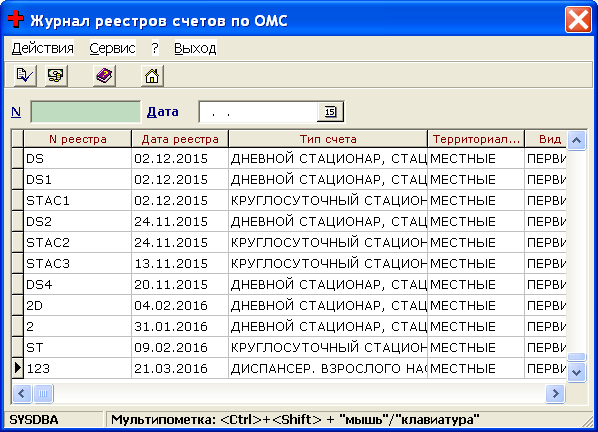 Журнал реестров счетов по ОМС
Действия Сервис ? Выход
N Дата . . 15
N реестра Дата реестра Тип счета Территориал... Вид
DS 02.12.2015 ДНЕВНОЙ СТАЦИОНАР, СТАЦ МЕСТНЫЕ ПЕРВИ
DS1 02.12.2015 ДНЕВНОЙ СТАЦИОНАР, СТАЦ МЕСТНЫЕ ПЕРВИ
STAC1 02.12.2015 КРУГЛОСУТОЧНЫЙ СТАЦИОН МЕСТНЫЕ ПЕРВИ
DS2 24.11.2015 ДНЕВНОЙ СТАЦИОНАР, СТАЦ МЕСТНЫЕ ПЕРВИ
STAC2 24.11.2015 КРУГЛОСУТОЧНЫЙ СТАЦИОН МЕСТНЫЕ ПЕРВИ
STAC3 13.11.2015 КРУГЛОСУТОЧНЫЙ СТАЦИОН МЕСТНЫЕ ПЕРВИ
DS4 20.11.2015 ДНЕВНОЙ СТАЦИОНАР, СТАЦ МЕСТНЫЕ ПЕРВИ
2D 04.02.2016 ДНЕВНОЙ СТАЦИОНАР, СТАЦ МЕСТНЫЕ ПЕРВИ
2 31.01.2016 ДНЕВНОЙ СТАЦИОНАР, СТАЦ МЕСТНЫЕ ПЕРВИ
ST 09.02.2016 КРУГЛОСУТОЧНЫЙ СТАЦИОН МЕСТНЫЕ ПЕРВИ
123 21.03.2016 ДИСПАНСЕР. ВЗРОСЛОГО НАС МЕСТНЫЕ ПЕРВИ
SYSDBA Мультипометка: <Ctrl>+<Shift> + "мышь"/"клавиатура"